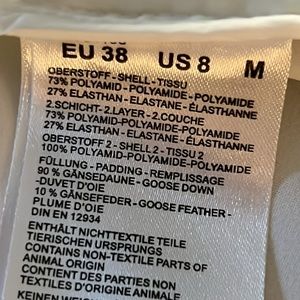 EU 38 US 8 M
OBERSTOFF - SHELL - TISSU
73% POLYAMID-POLYAMIDE-POLYAMIDE
27% ELASTHAN - ELASTANE - ÉLASTHANNE
2.SCHICHT- 2.LAYER - 2.COUCHE
73% POLYAMID-POLYAMIDE-POLYAMIDE
27% ELASTHAN- ELASTANE- ÉLASTHANNE
OBERSTOFF 2 - SHELL 2 - TISSU 2
100% POLYAMID-POLYAMIDE-POLYAMIDE
FÜLLUNG - PADDING - REMPLISSAGE
90 % GÄNSEDAUNE - GOOSE DOWN
-DUVET D'OIE
10 % GÄNSEFEDER - GOOSE FEATHER -
PLUME D'OIE
DIN EN 12934
ENTHÄLT NICHTTEXTILE TEILE
TIERISCHEN URSPRUNGS
CONTAINS NON-TEXTILE PARTS OF
ANIMAL ORIGIN
CONTIENT DES PARTIES NON
TEXTILES D'ORIGINE ANIMALE
KEINEN